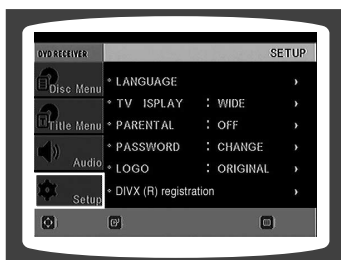 DVD RECEIVER SETUP
Disc Menu
Title Menu
Audio
Setup
LANGUAGE
TV ISPLAY : WIDE
PARENTAL : OFF
PASSWORD : CHANGE
LOGO : ORIGINAL
DIVX (R) registration